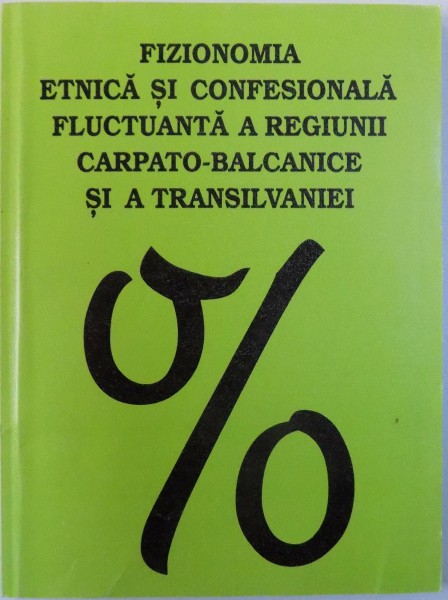 FIZIONOMIA
ETNICĂ ȘI CONFESIONALĂ
FLUCTUANTĂ A REGIUNII
CARPATO-BALCANICE
ȘI A TRANSILVANIEI
%